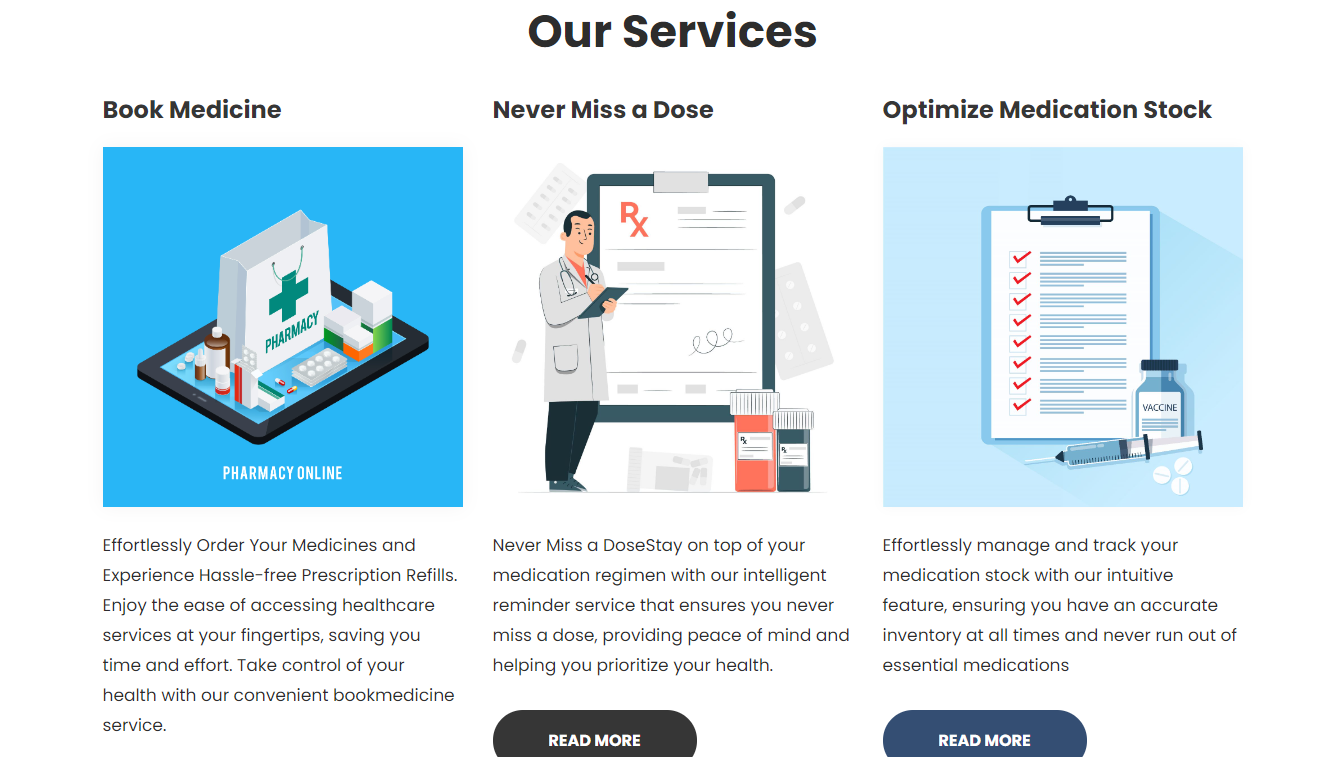 Our Services
Book Medicine
PHARMACY
PHARMACY ONLINE
Effortlessly Order Your Medicines and
Experience Hassle-free Prescription Refills.
Enjoy the ease of accessing healthcare
services at your fingertips, saving you
time and effort. Take control of your
health with our convenient bookmedicine
service.
Never Miss a Dose
Rx
Rx
Rx
Never Miss a DoseStay on top of your
medication regimen with our intelligent
reminder service that ensures you never
miss a dose, providing peace of mind and
helping you prioritize your health.
READ MORE
Optimize Medication Stock
VACCINE
Effortlessly manage and track your
medication stock with our intuitive
feature, ensuring you have an accurate
inventory at all times and never run out of
essential medications
READ MORE